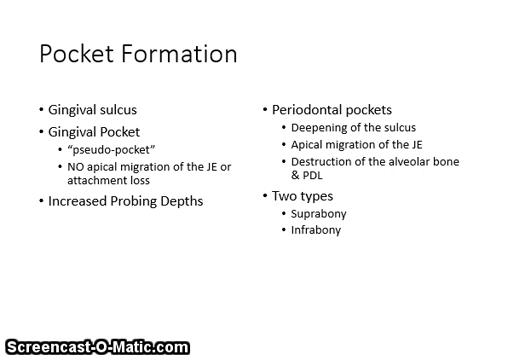 Pocket Formation
• Gingival sulcus
• Gingival Pocket
• “pseudo-pocket”
• NO apical migration of the JE or
attachment loss
• Increased Probing Depths
• Periodontal pockets
• Deepening of the sulcus
• Apical migration of the JE
• Destruction of the alveolar bone
& PDL
• Two types
• Suprabony
• Infrabony
Screencast-O-Matic.com